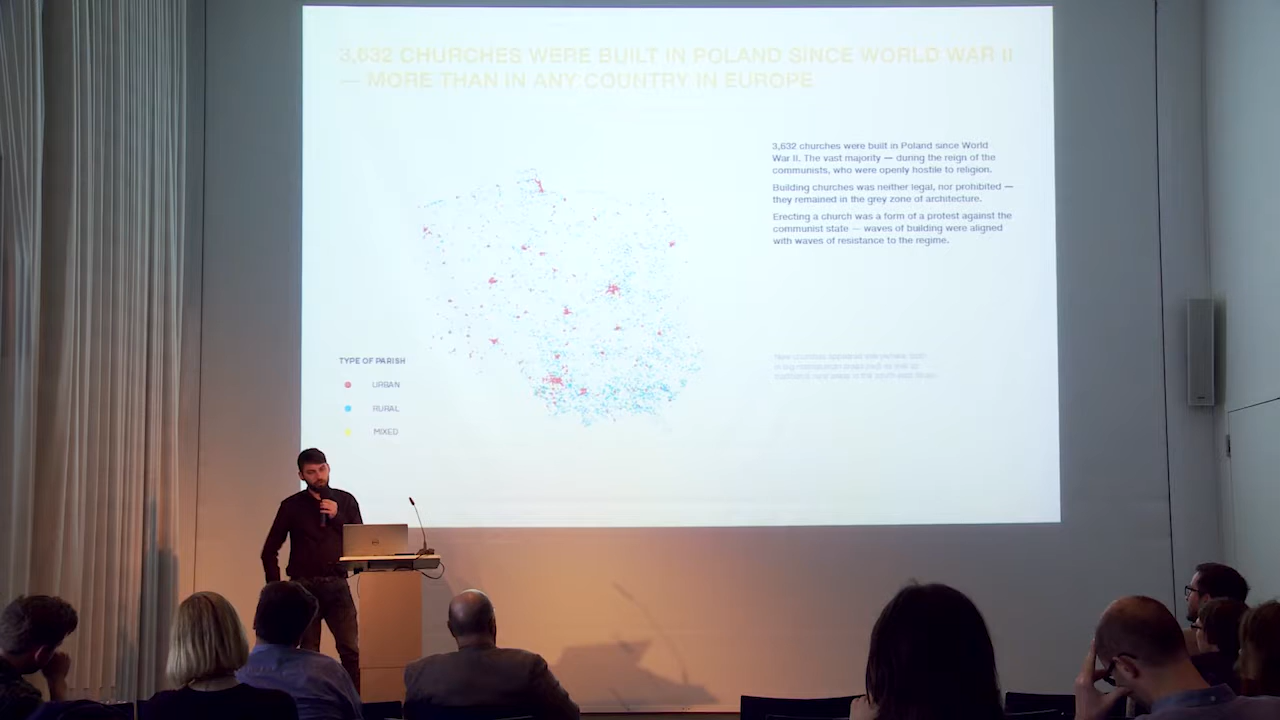 3,632 CHURCHES WERE BUILT IN POLAND SINCE WORLD WAR II
— MORE THAN IN ANY COUNTRY IN EUROPE
3,632 churches were built in Poland since World
War II. The vast majority — during the reign of the
communists, who were openly hostile to religion.
Building churches was neither legal, nor prohibited —
they remained in the grey zone of architecture.
Erecting a church was a form of a protest against the
communist state — waves of building were aligned
with waves of resistance to the regime.
TYPE OF PARISH
URBAN
RURAL
MIXED